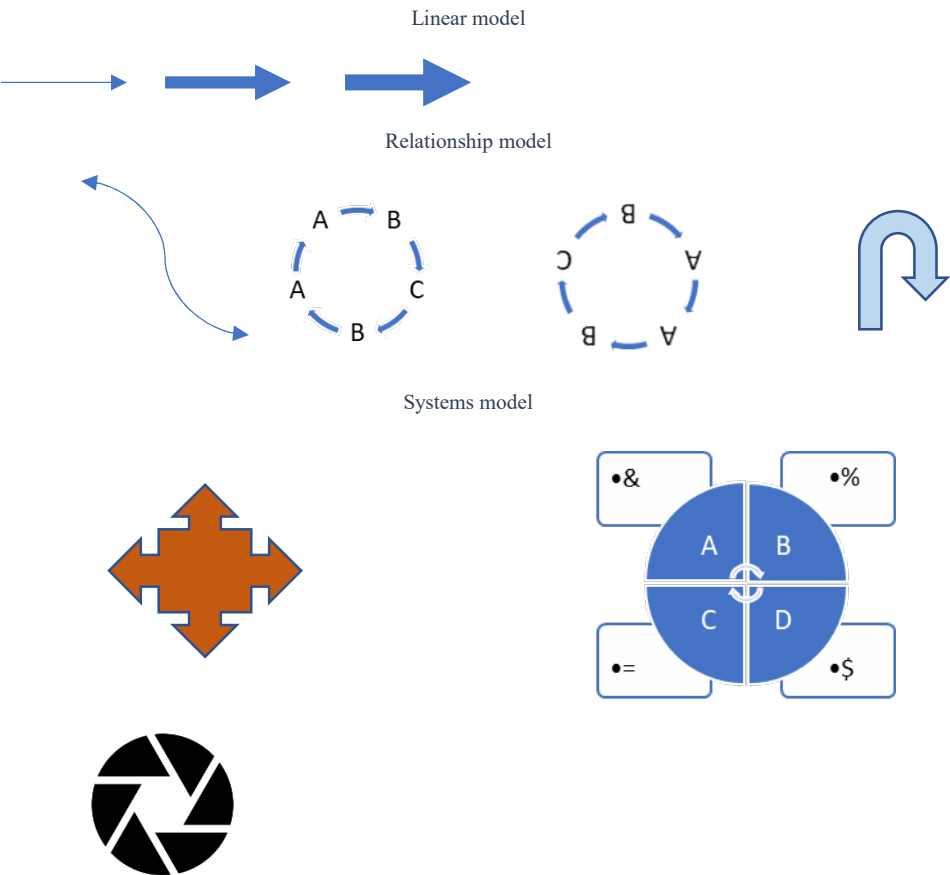 Linear model
Relationship model
A B
A C
B
B
C A
B A
Systems model
•& •%
A B
C D
•= •$